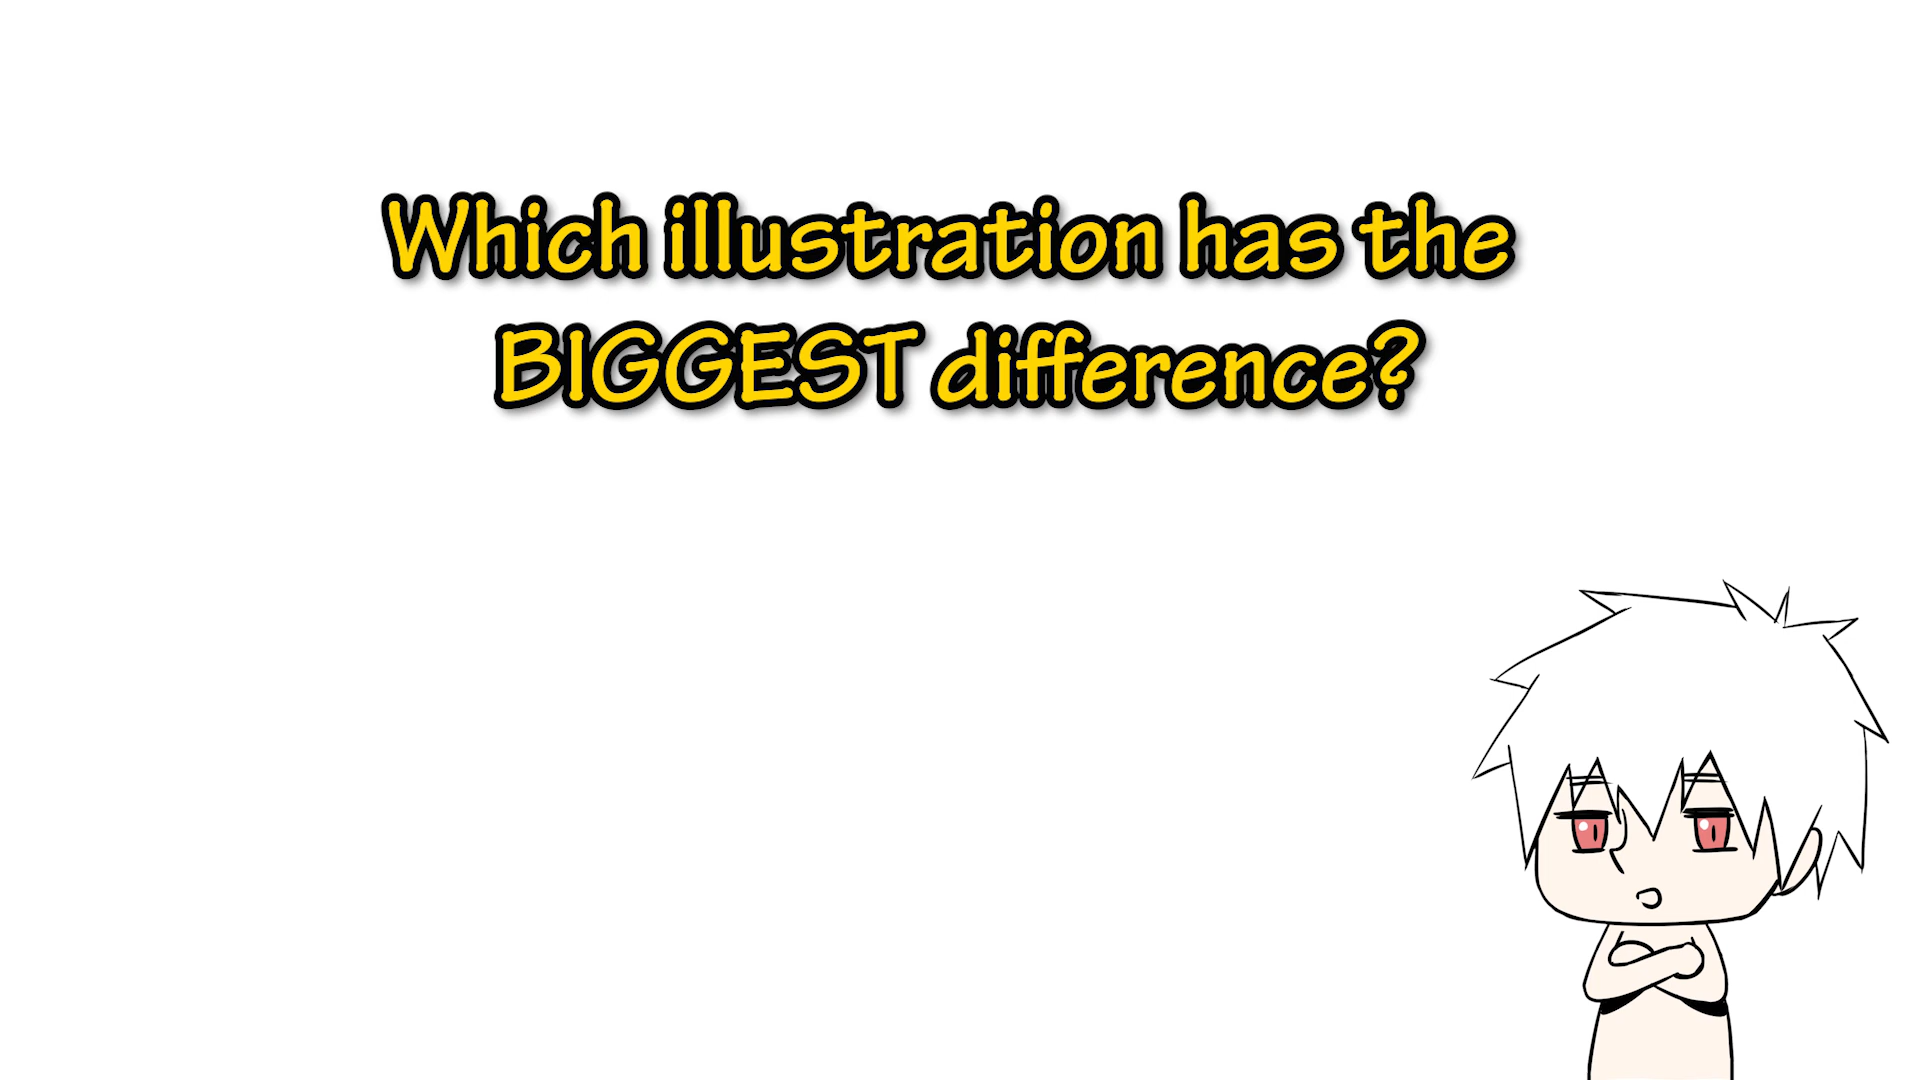 Which illustration has the
BIGGEST difference?